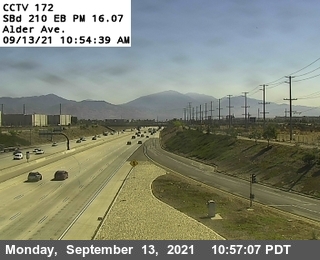 CCTV 172
SBd 210 EB PM 16.07
Alder Ave.
09/13/21 10:54:39 AM
Monday, September 13, 2021 10:57:07 PDT